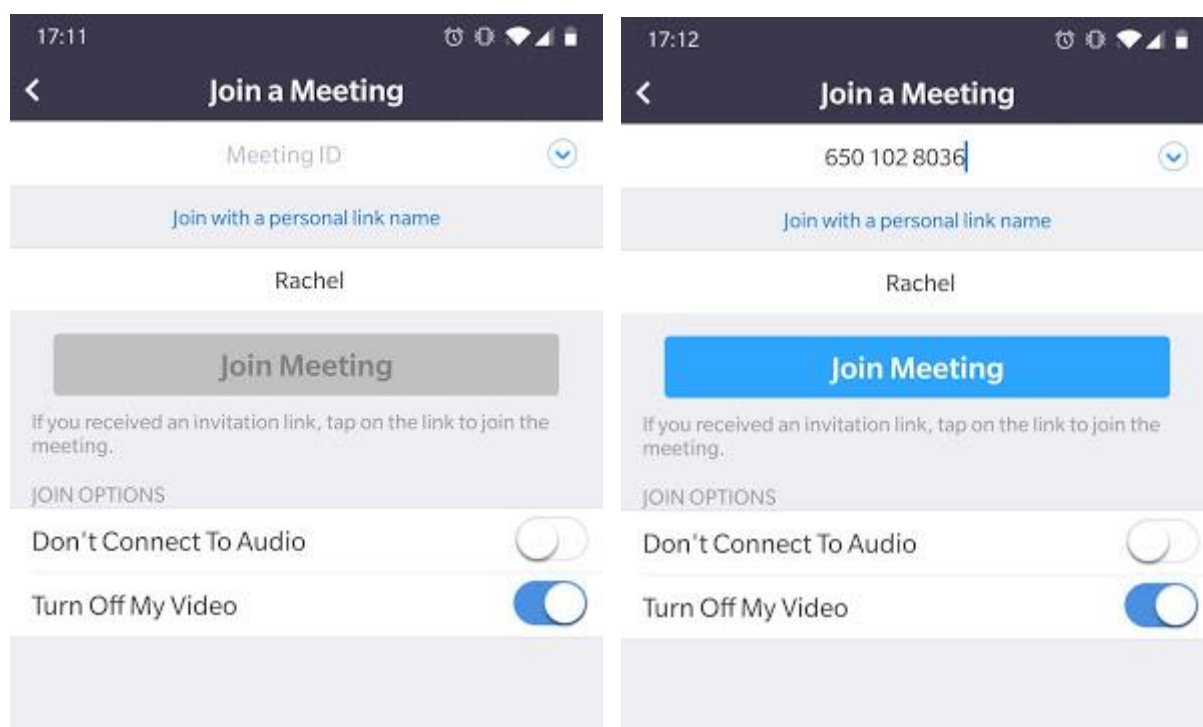 17:11
Join a Meeting
Meeting ID
Join with a personal link name
Rachel
Join Meeting
If you received an invitation link, tap on the link to join the
meeting.
JOIN OPTIONS
Don't Connect To Audio
Turn Off My Video
17:12
Join a Meeting
650 102 8036
Join with a personal link name
Rachel
Join Meeting
If you received an invitation link, tap on the link to join the
meeting.
JOIN OPTIONS
Don't Connect To Audio
Turn Off My Video